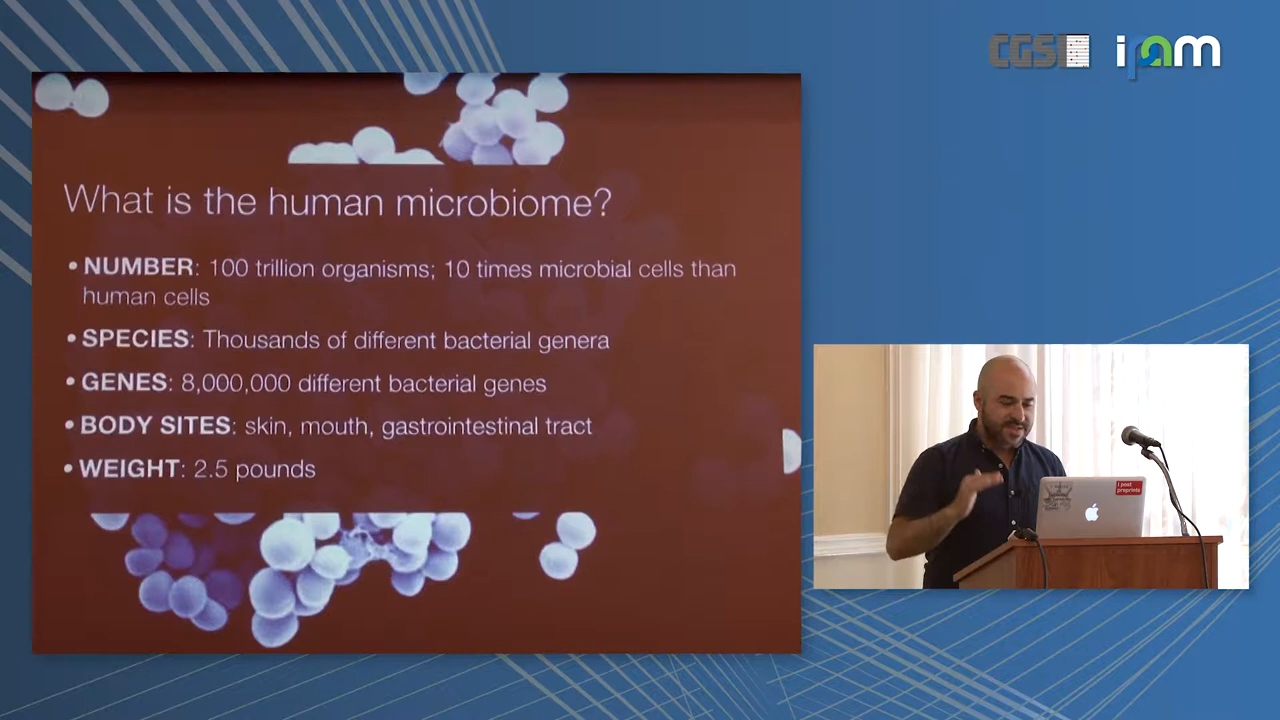 CGSI ipam
What is the human microbiome?
• NUMBER: 100 trillion organisms; 10 times microbial cells than
human cells
• SPECIES: Thousands of different bacterial genera
• GENES: 8,000,000 different bacterial genes
• BODY SITES: skin, mouth, gastrointestinal tract
• WEIGHT: 2.5 pounds
I post
preprints